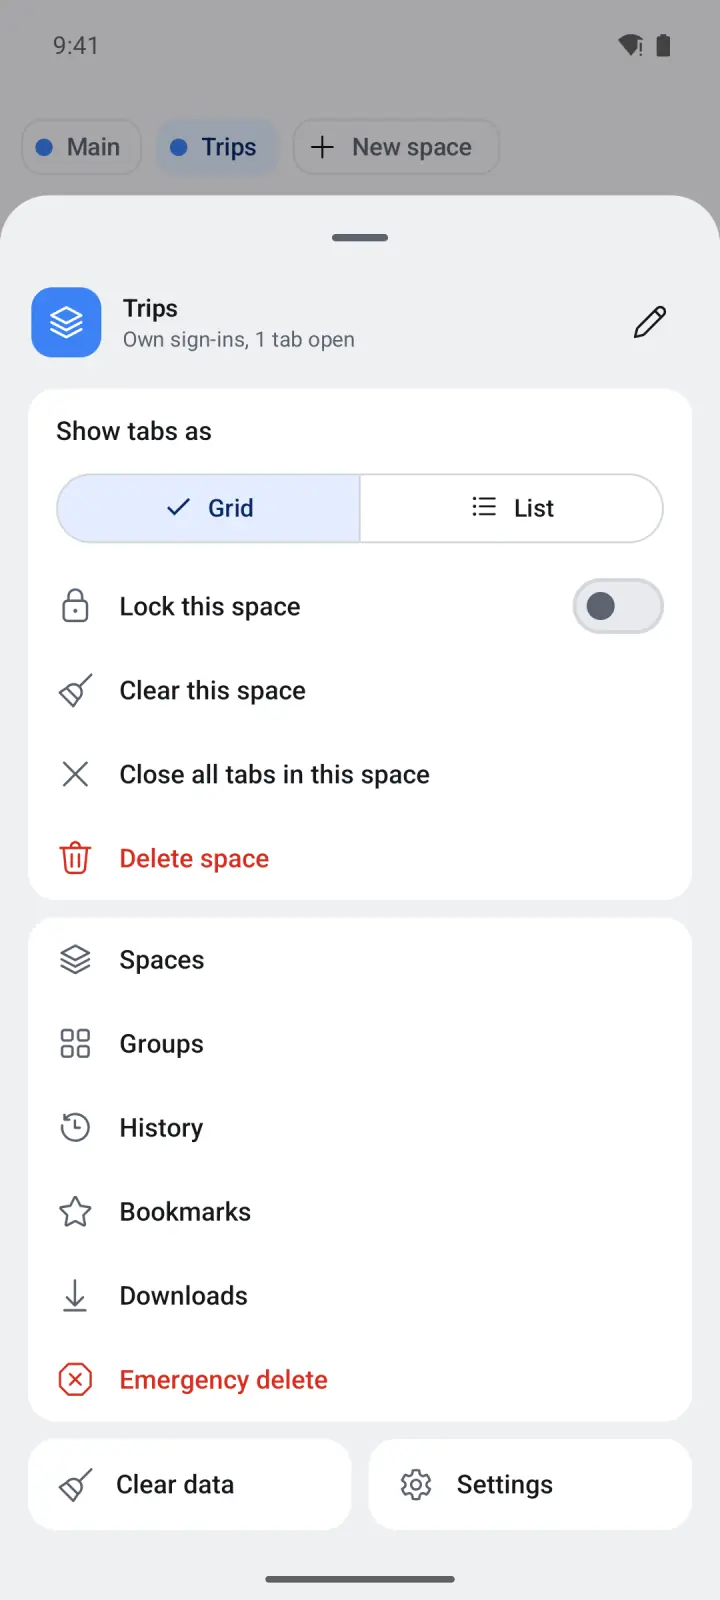 9:41
Main
Trips
New space
Trips
Own sign-ins, 1 tab open
Show tabs as
Grid
List
Lock this space
Clear this space
Close all tabs in this space
Delete space
Spaces
Groups
History
Bookmarks
Downloads
Emergency delete
Clear data
Settings